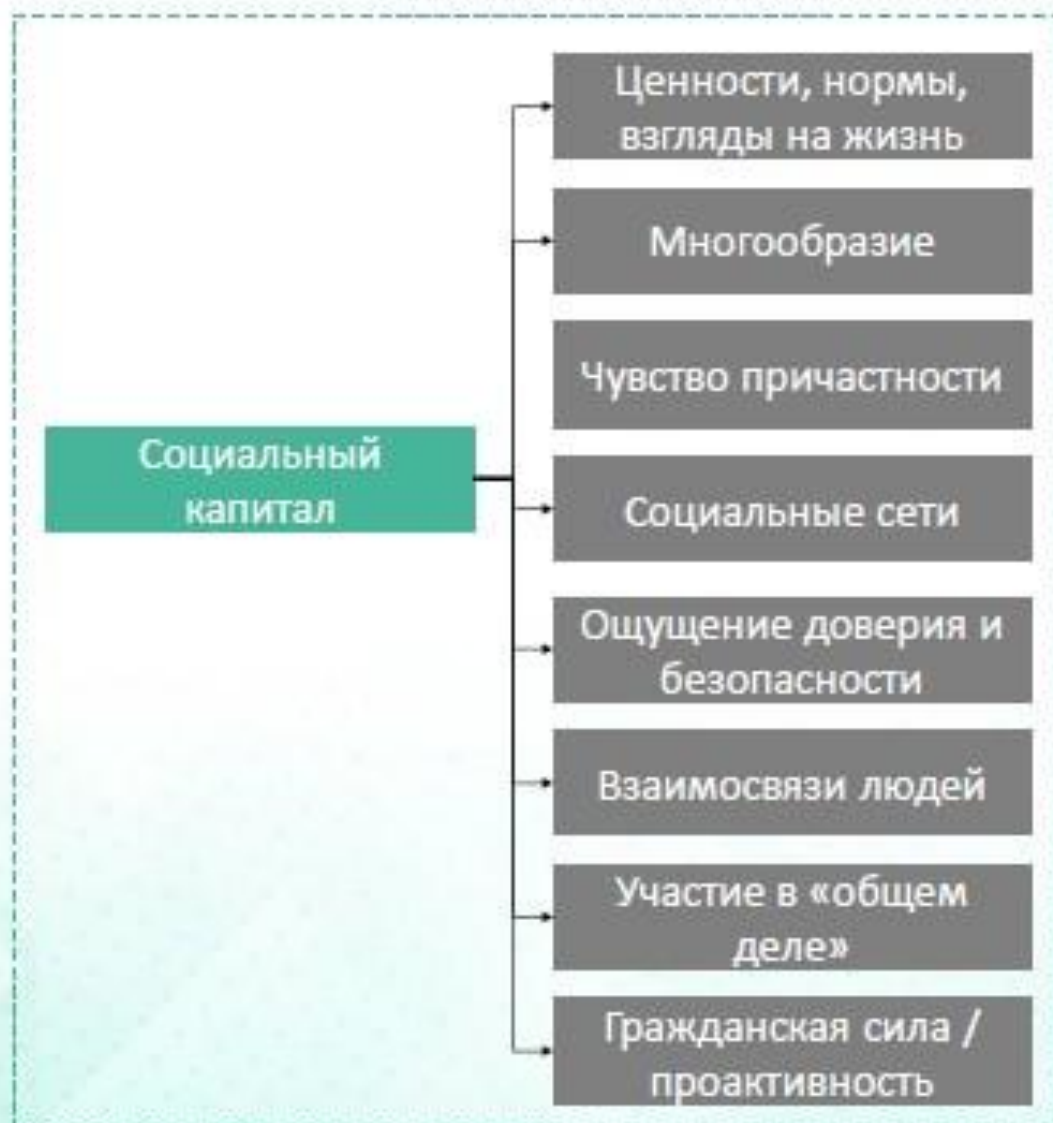 Ценности, нормы,
взгляды на жизнь
Многообразие
Чувство причастности
Социальный
капитал
Социальные сети
Ощущение доверия и
безопасности
Взаимосвязи людей
Участие в «общем
деле»
Гражданская сила /
проактивность